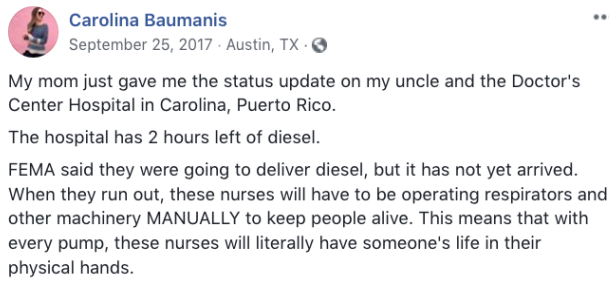 Carolina Baumanis
September 25, 2017 · Austin, TX ·
My mom just gave me the status update on my uncle and the Doctor's
Center Hospital in Carolina, Puerto Rico.
The hospital has 2 hours left of diesel.
FEMA said they were going to deliver diesel, but it has not yet arrived.
When they run out, these nurses will have to be operating respirators and
other machinery MANUALLY to keep people alive. This means that with
every pump, these nurses will literally have someone's life in their
physical hands.